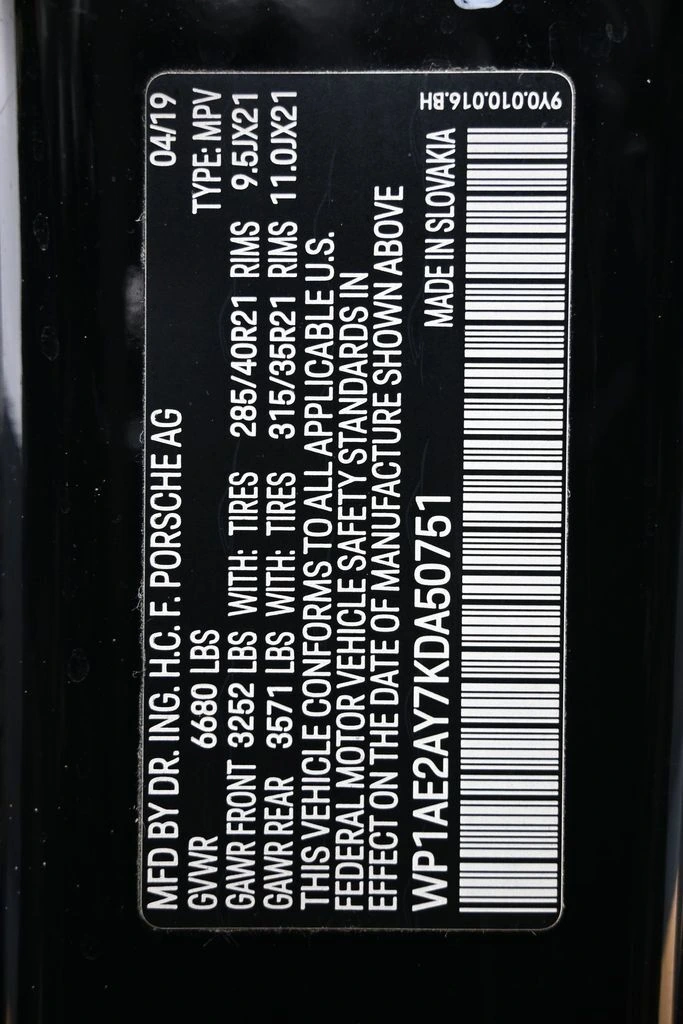 MFD BY DR. ING. H.C. F. PORSCHE AG 04/19
GVWR 6680 LBS TYPE: MPV
GAWR FRONT 3252 LBS WITH: TIRES 285/40R21 RIMS 9.5JX21
GAWR REAR 3571 LBS WITH: TIRES 315/35R21 RIMS 11.0JX21
THIS VEHICLE CONFORMS TO ALL APPLICABLE U.S.
FEDERAL MOTOR VEHICLE SAFETY STANDARDS IN
EFFECT ON THE DATE OF MANUFACTURE SHOWN ABOVE
WP1AE2AY7KDA50751 MADE IN SLOVAKIA
9Y0.010.016.BH